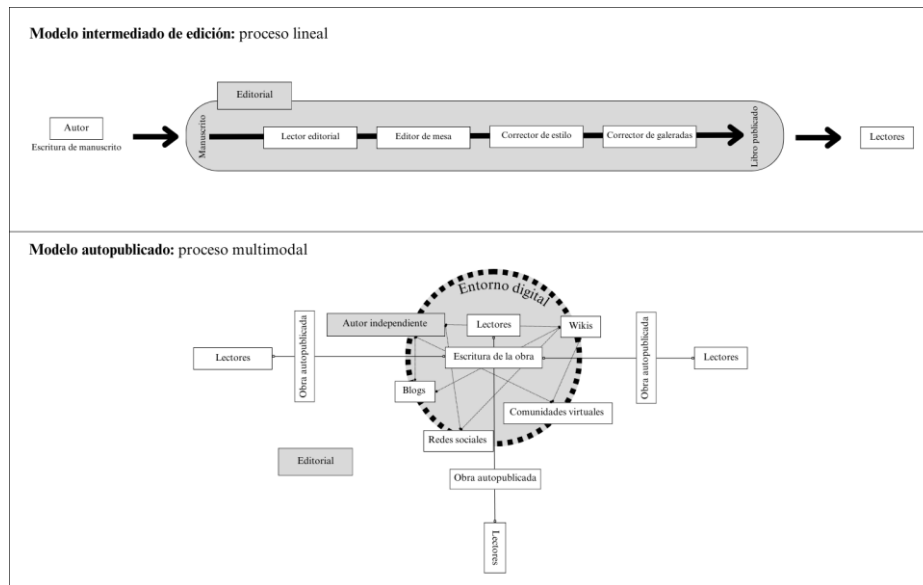 Modelo intermediado de edición: proceso lineal
Editorial
Autor
Escritura de manuscrito
Manuscrito
Lector editorial
Editor de mesa
Corrector de estilo
Corrector de galeradas
Libro publicado
Lectores
Modelo autopublicado: proceso multimodal
Entorno digital
Autor independiente
Lectores
Wikis
Lectores
Obra autopublicada
Escritura de la obra
Obra autopublicada
Lectores
Blogs
Comunidades virtuales
Redes sociales
Editorial
Obra autopublicada
Lectores